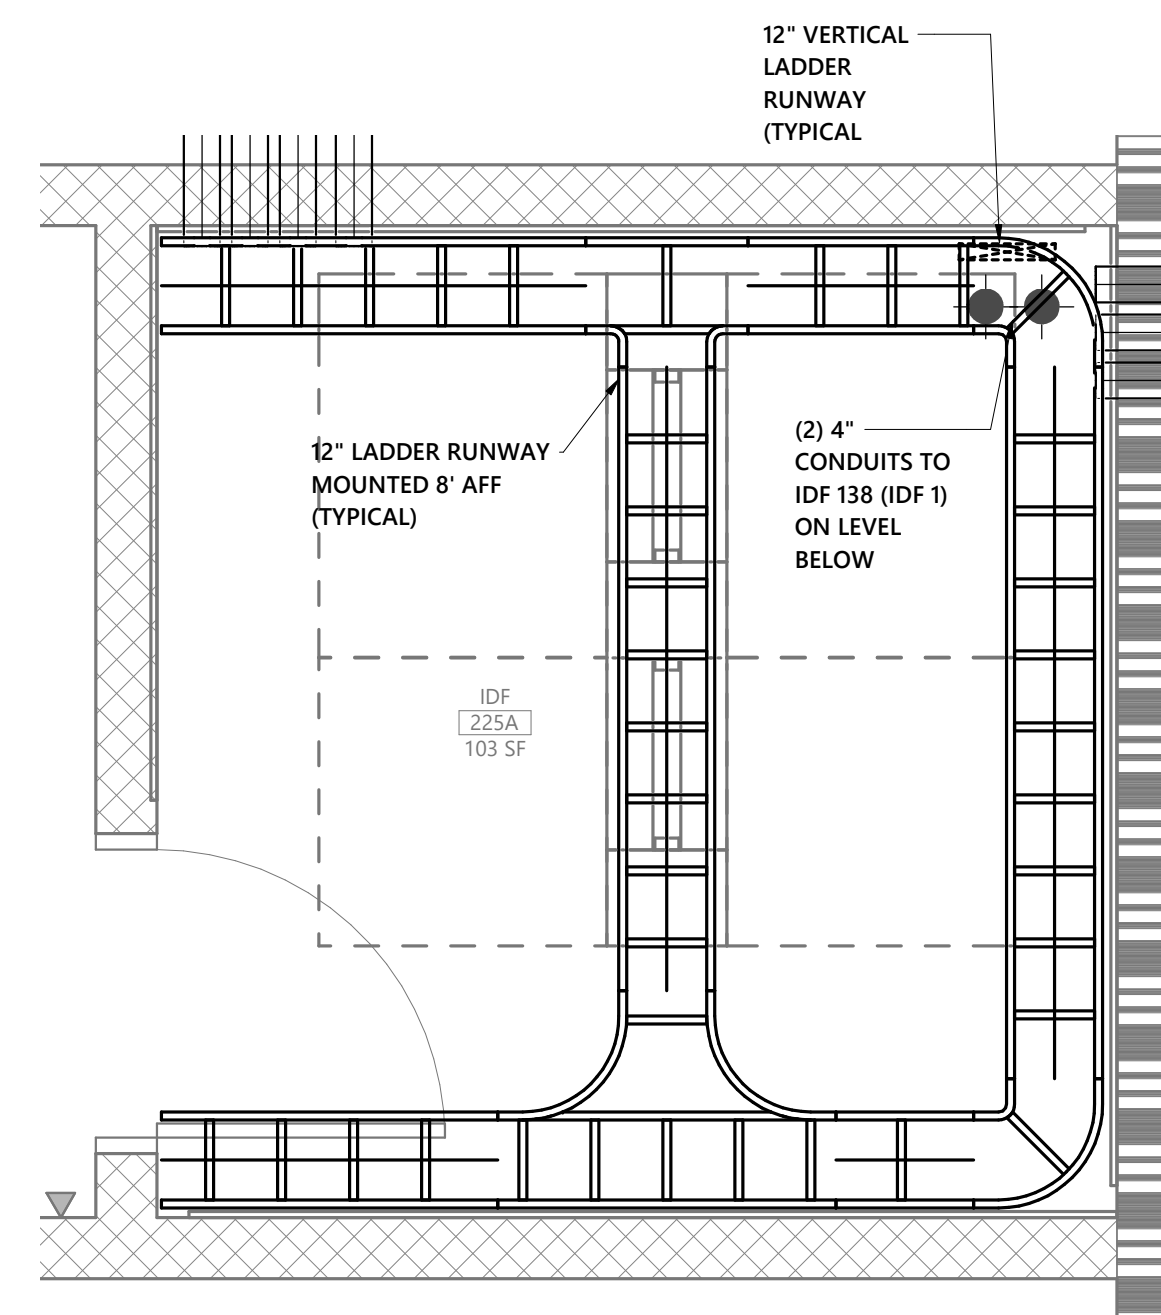 12" VERTICAL
LADDER
RUNWAY
(TYPICAL
12" LADDER RUNWAY
MOUNTED 8' AFF
(TYPICAL)
(2) 4"
CONDUITS TO
IDF 138 (IDF 1)
ON LEVEL
BELOW
IDF
225A
103 SF